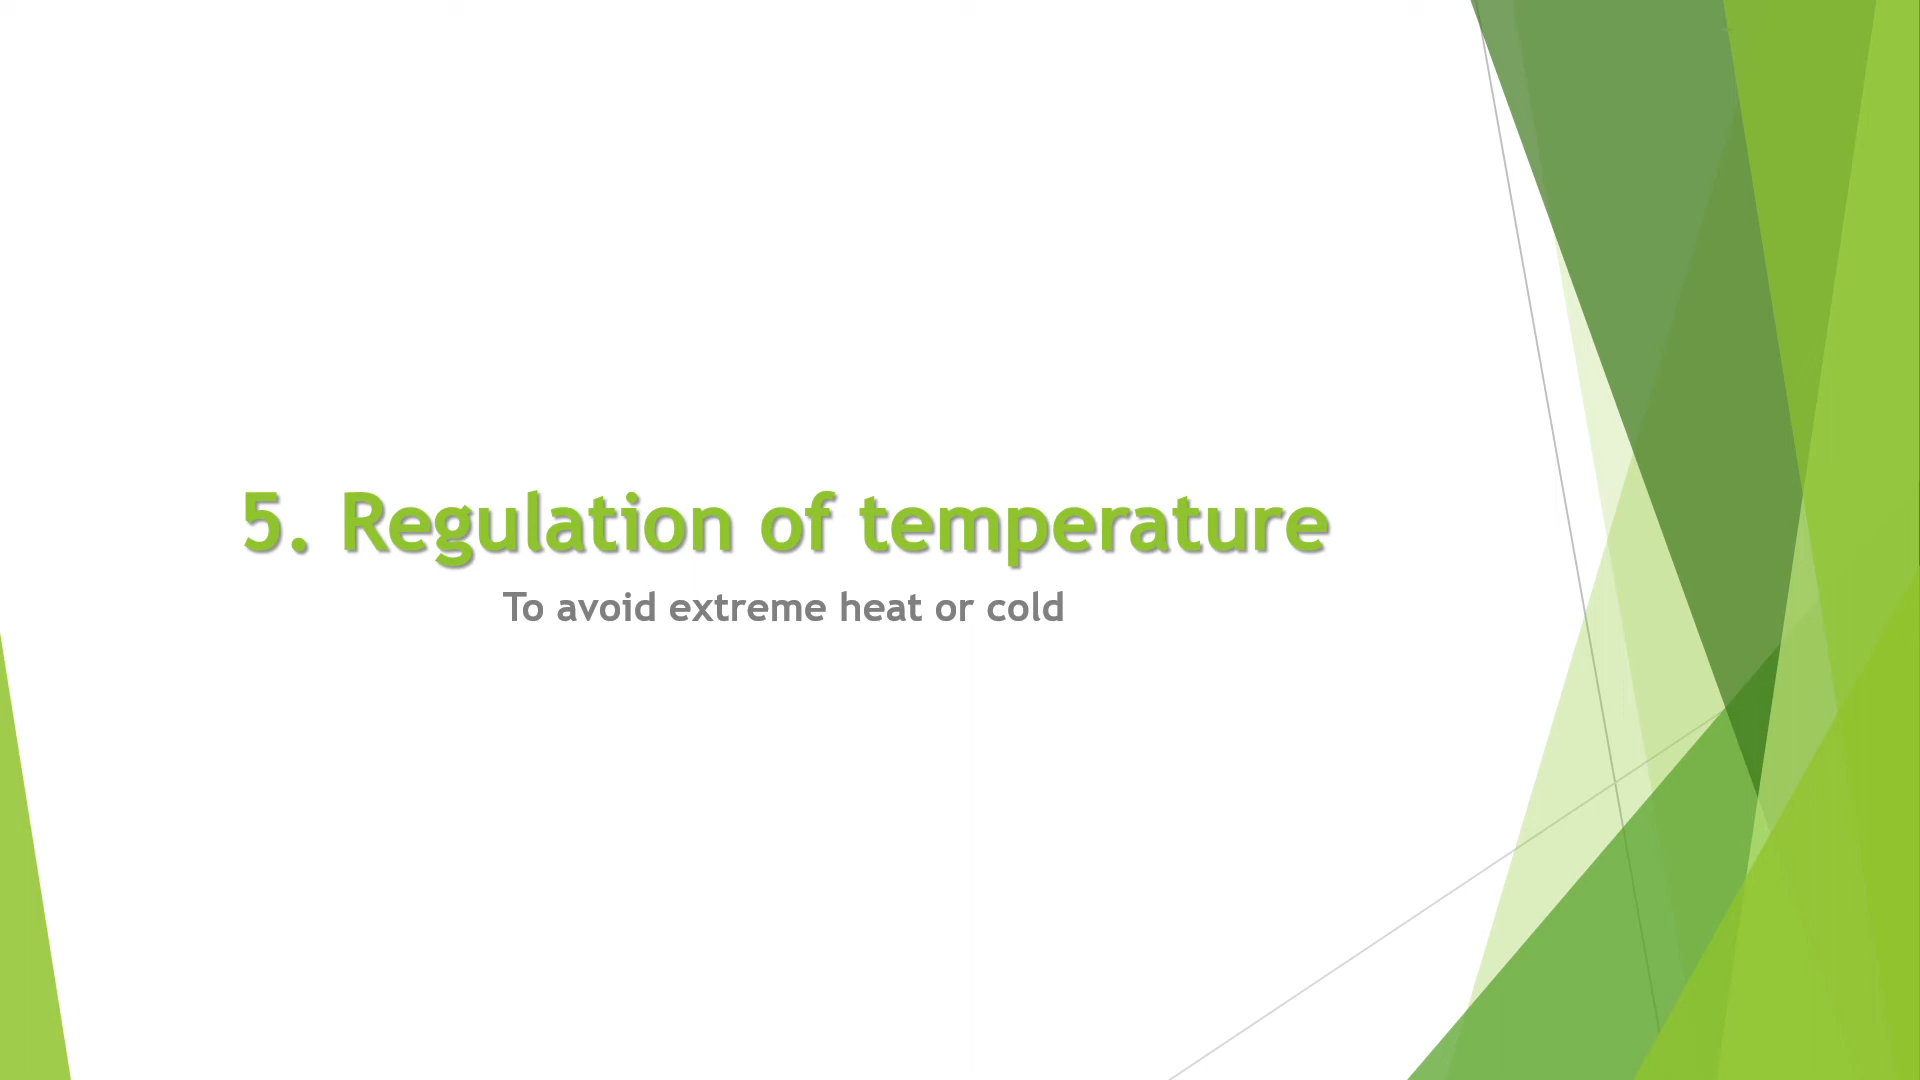 5. Regulation of temperature
To avoid extreme heat or cold